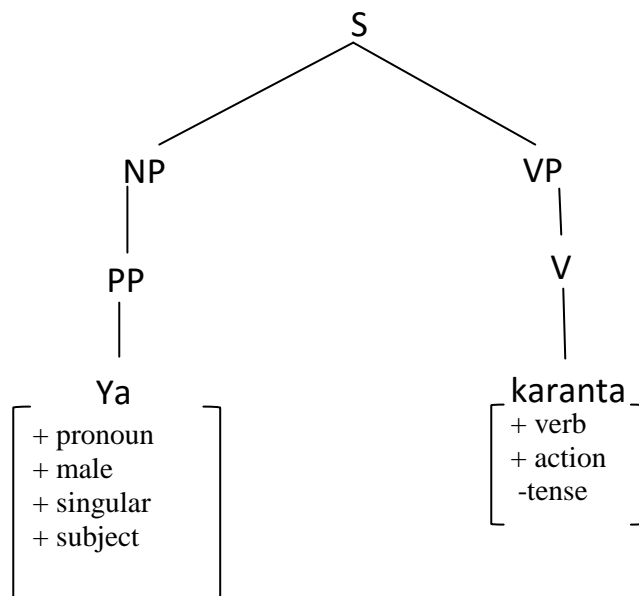 S
NP VP
PP V
Ya karanta
+ pronoun + verb
+ male + action
+ singular -tense
+ subject